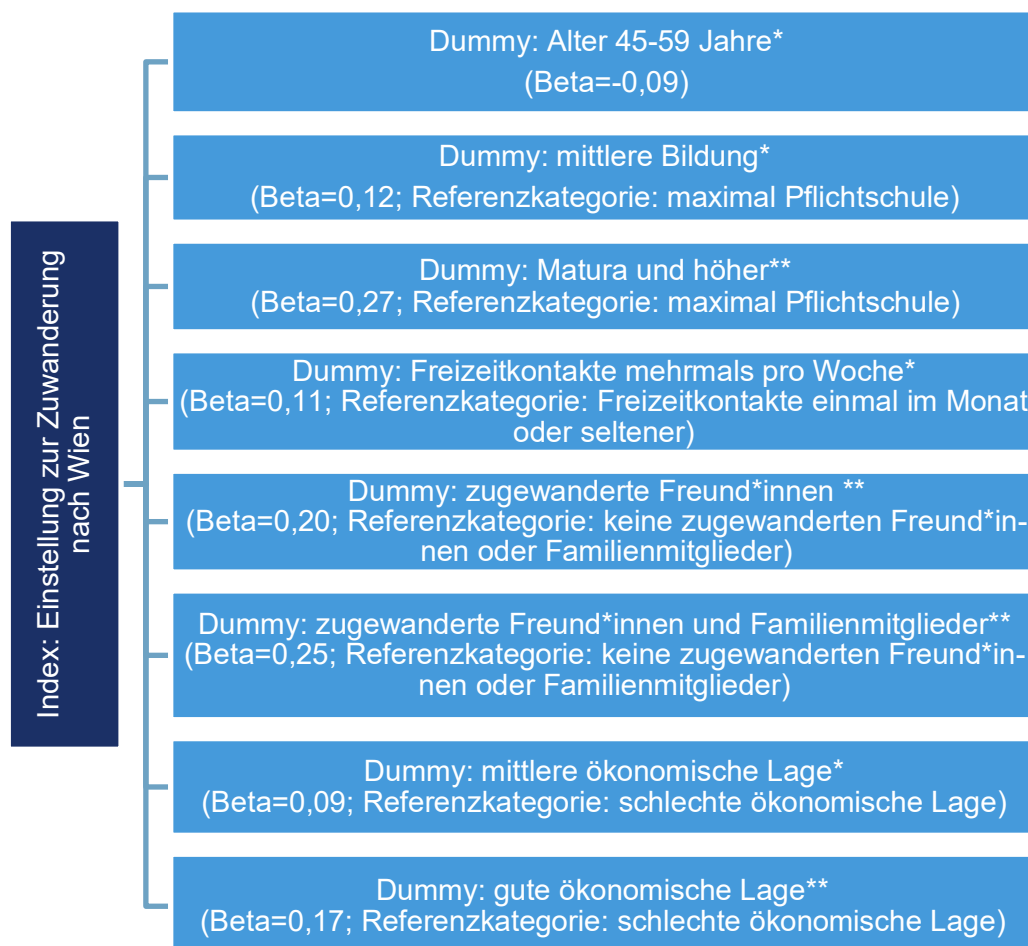 Index: Einstellung zur Zuwanderung
nach Wien
Dummy: Alter 45-59 Jahre*
(Beta=-0,09)
Dummy: mittlere Bildung*
(Beta=0,12; Referenzkategorie: maximal Pflichtschule)
Dummy: Matura und höher**
(Beta=0,27; Referenzkategorie: maximal Pflichtschule)
Dummy: Freizeitkontakte mehrmals pro Woche*
(Beta=0,11; Referenzkategorie: Freizeitkontakte einmal im Monat
oder seltener)
Dummy: zugewanderte Freund*innen **
(Beta=0,20; Referenzkategorie: keine zugewanderten Freund*in-
nen oder Familienmitglieder)
Dummy: zugewanderte Freund*innen und Familienmitglieder**
(Beta=0,25; Referenzkategorie: keine zugewanderten Freund*in-
nen oder Familienmitglieder)
Dummy: mittlere ökonomische Lage*
(Beta=0,09; Referenzkategorie: schlechte ökonomische Lage)
Dummy: gute ökonomische Lage**
(Beta=0,17; Referenzkategorie: schlechte ökonomische Lage)